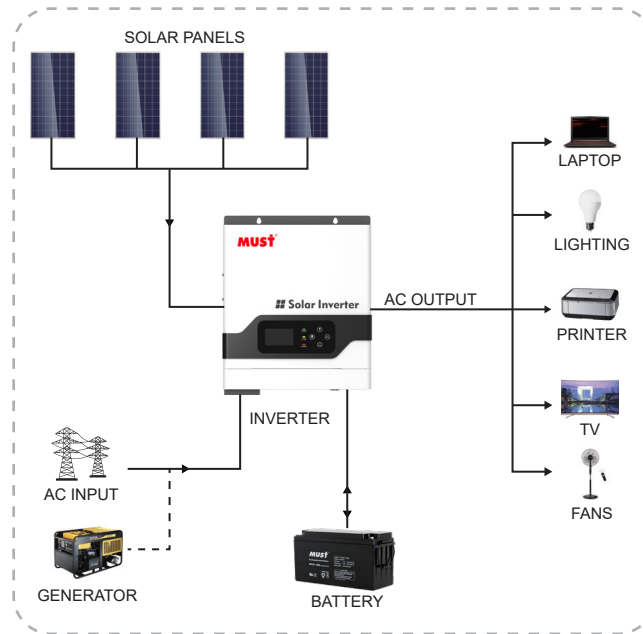 SOLAR PANELS
LAPTOP
LIGHTING
MUST
Solar Inverter
AC OUTPUT
PRINTER
INVERTER
TV
AC INPUT
FANS
MUST
GENERATOR
BATTERY